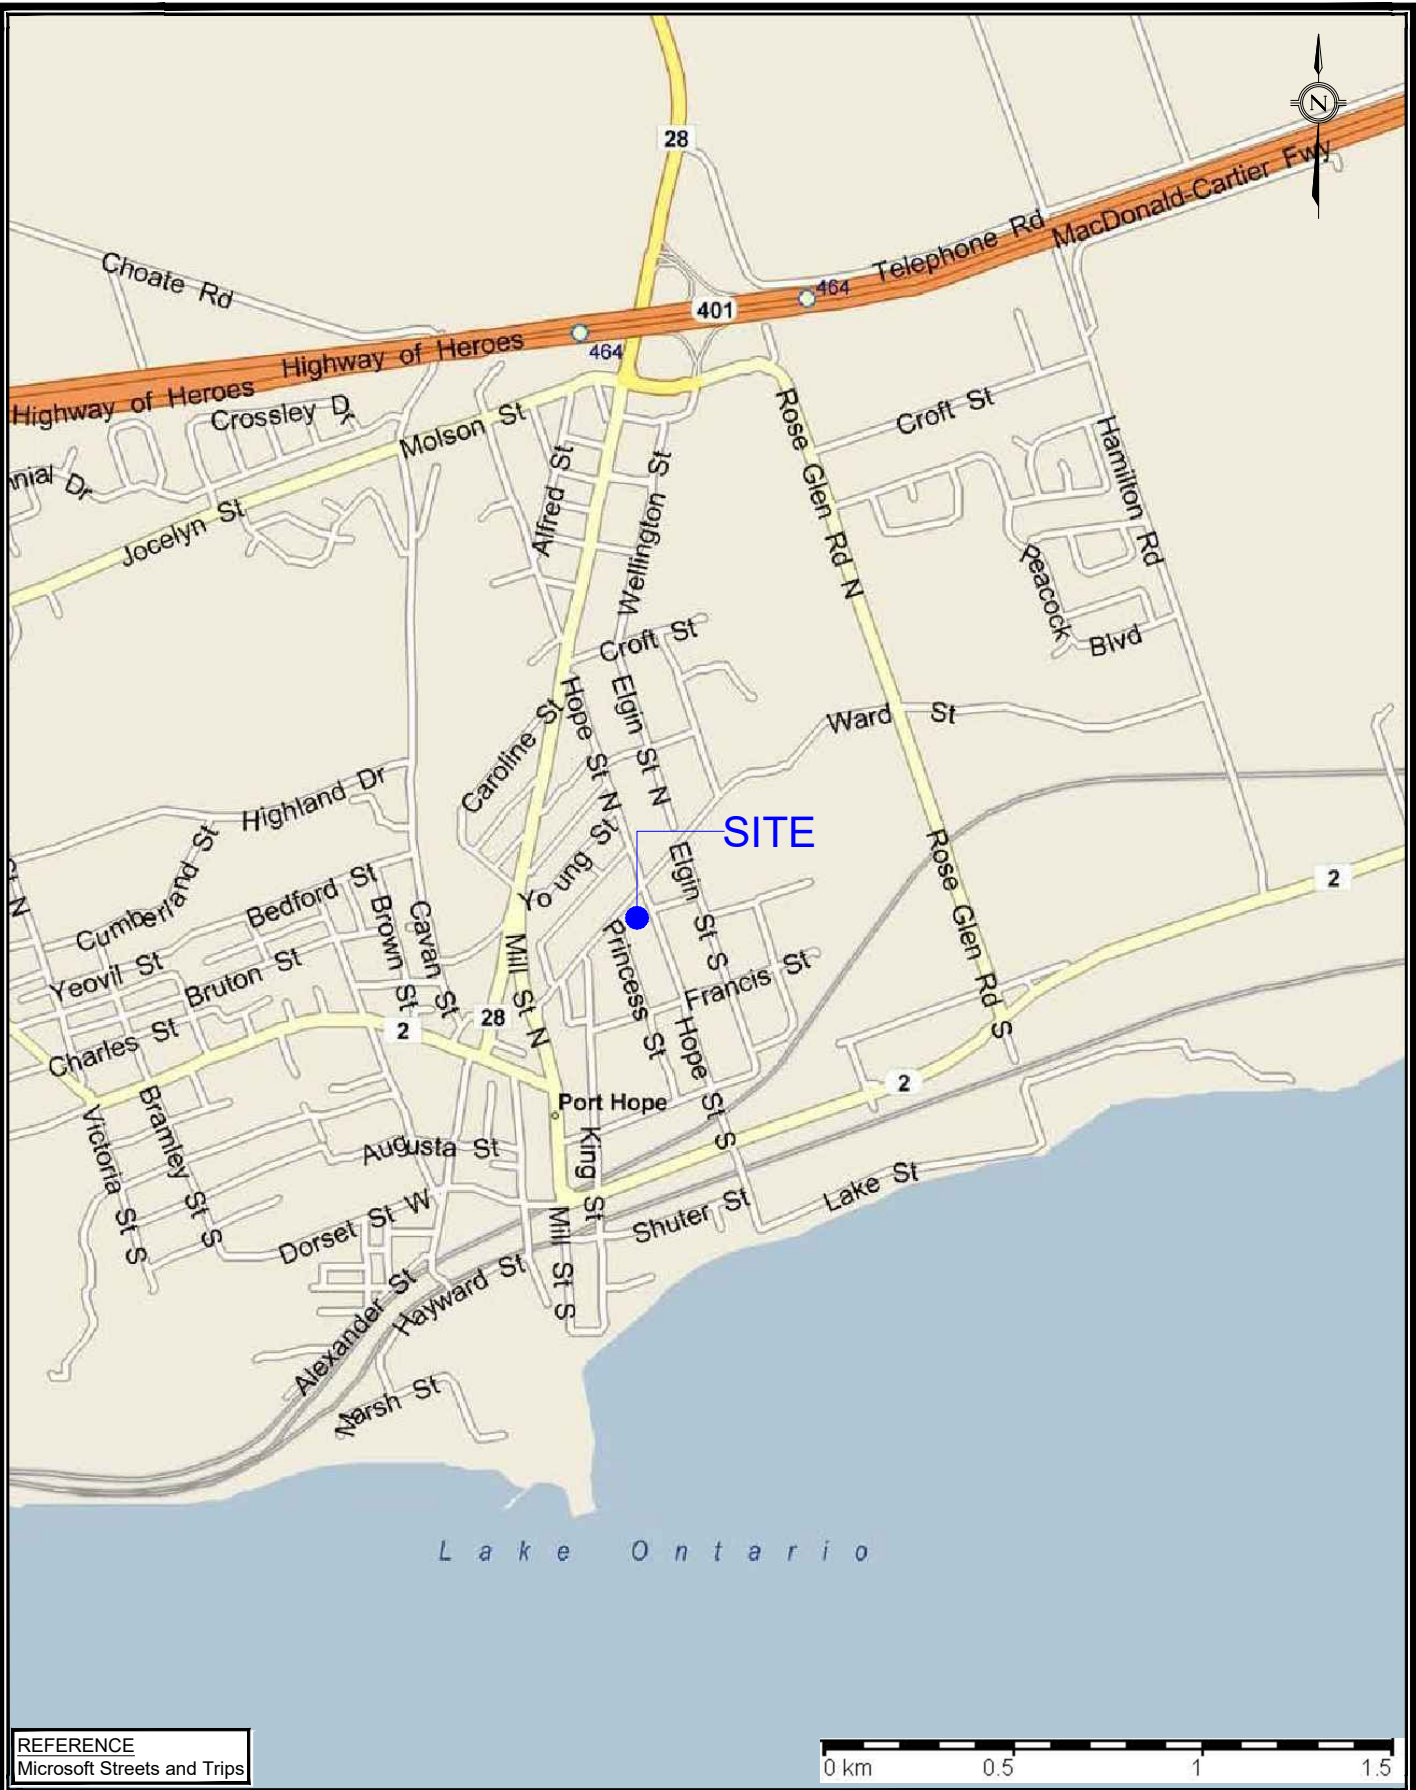 N
28
MacDonald-Cartier Fwy
Telephone Rd
Choate Rd
464
401
Highway of Heroes
464
Highway of Heroes
Crossley Dr
Molson St
Croft St
Rose Glen Rd N
Hamilton Rd
nnial Dr
Alfred St
Wellington St
Jocelyn St
Peacock Blvd
Croft St
Hope St N
Elgin St N
Caroline St
Ward St
Highland Dr
SITE
Young St
Cumberland St
St N
Bedford St
Elgin St S
Rose Glen Rd S
2
Brown St
Cavan St
Mill St N
Princess St
Yeovil St
Bruton St
Francis St
28
2
Charles St
Hope St S
2
Port Hope
Victoria St S
Bramley St S
Augusta St
King St
Lake St
Dorset St W
Shuter St
Mill St S
Hayward St
Alexander St
Marsh St
Lake Ontario
REFERENCE
Microsoft Streets and Trips
0 km 0.5 1 1.5